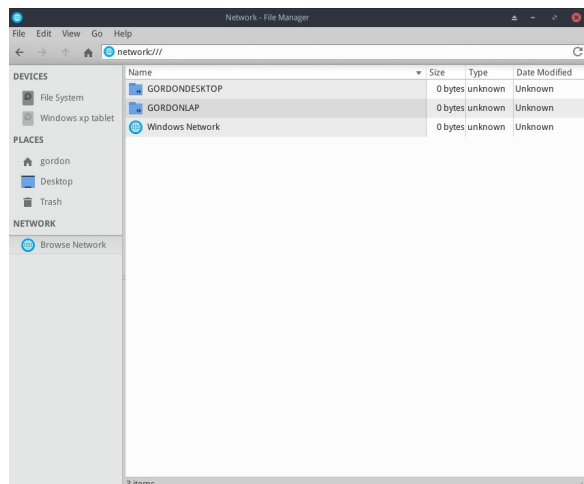 Network - File Manager
File Edit View Go Help
network:///
DEVICES
File System
Windows xp tablet
PLACES
gordon
Desktop
Trash
NETWORK
Browse Network
Name Size Type Date Modified
GORDONDESKTOP 0 bytes unknown Unknown
GORDONLAP 0 bytes unknown Unknown
Windows Network 0 bytes unknown Unknown
3 items